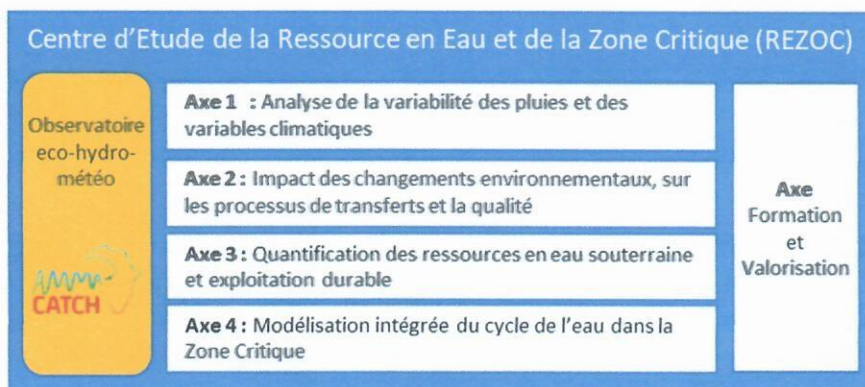 Centre d'Etude de la Ressource en Eau et de la Zone Critique (REZOC)
Observatoire
eco-hydro-
météo
AMMA
CATCH
Axe 1 : Analyse de la variabilité des pluies et des
variables climatiques
Axe 2 : Impact des changements environnementaux, sur
les processus de transferts et la qualité
Axe 3 : Quantification des ressources en eau souterraine
et exploitation durable
Axe 4 : Modélisation intégrée du cycle de l'eau dans la
Zone Critique
Axe
Formation
et
Valorisation